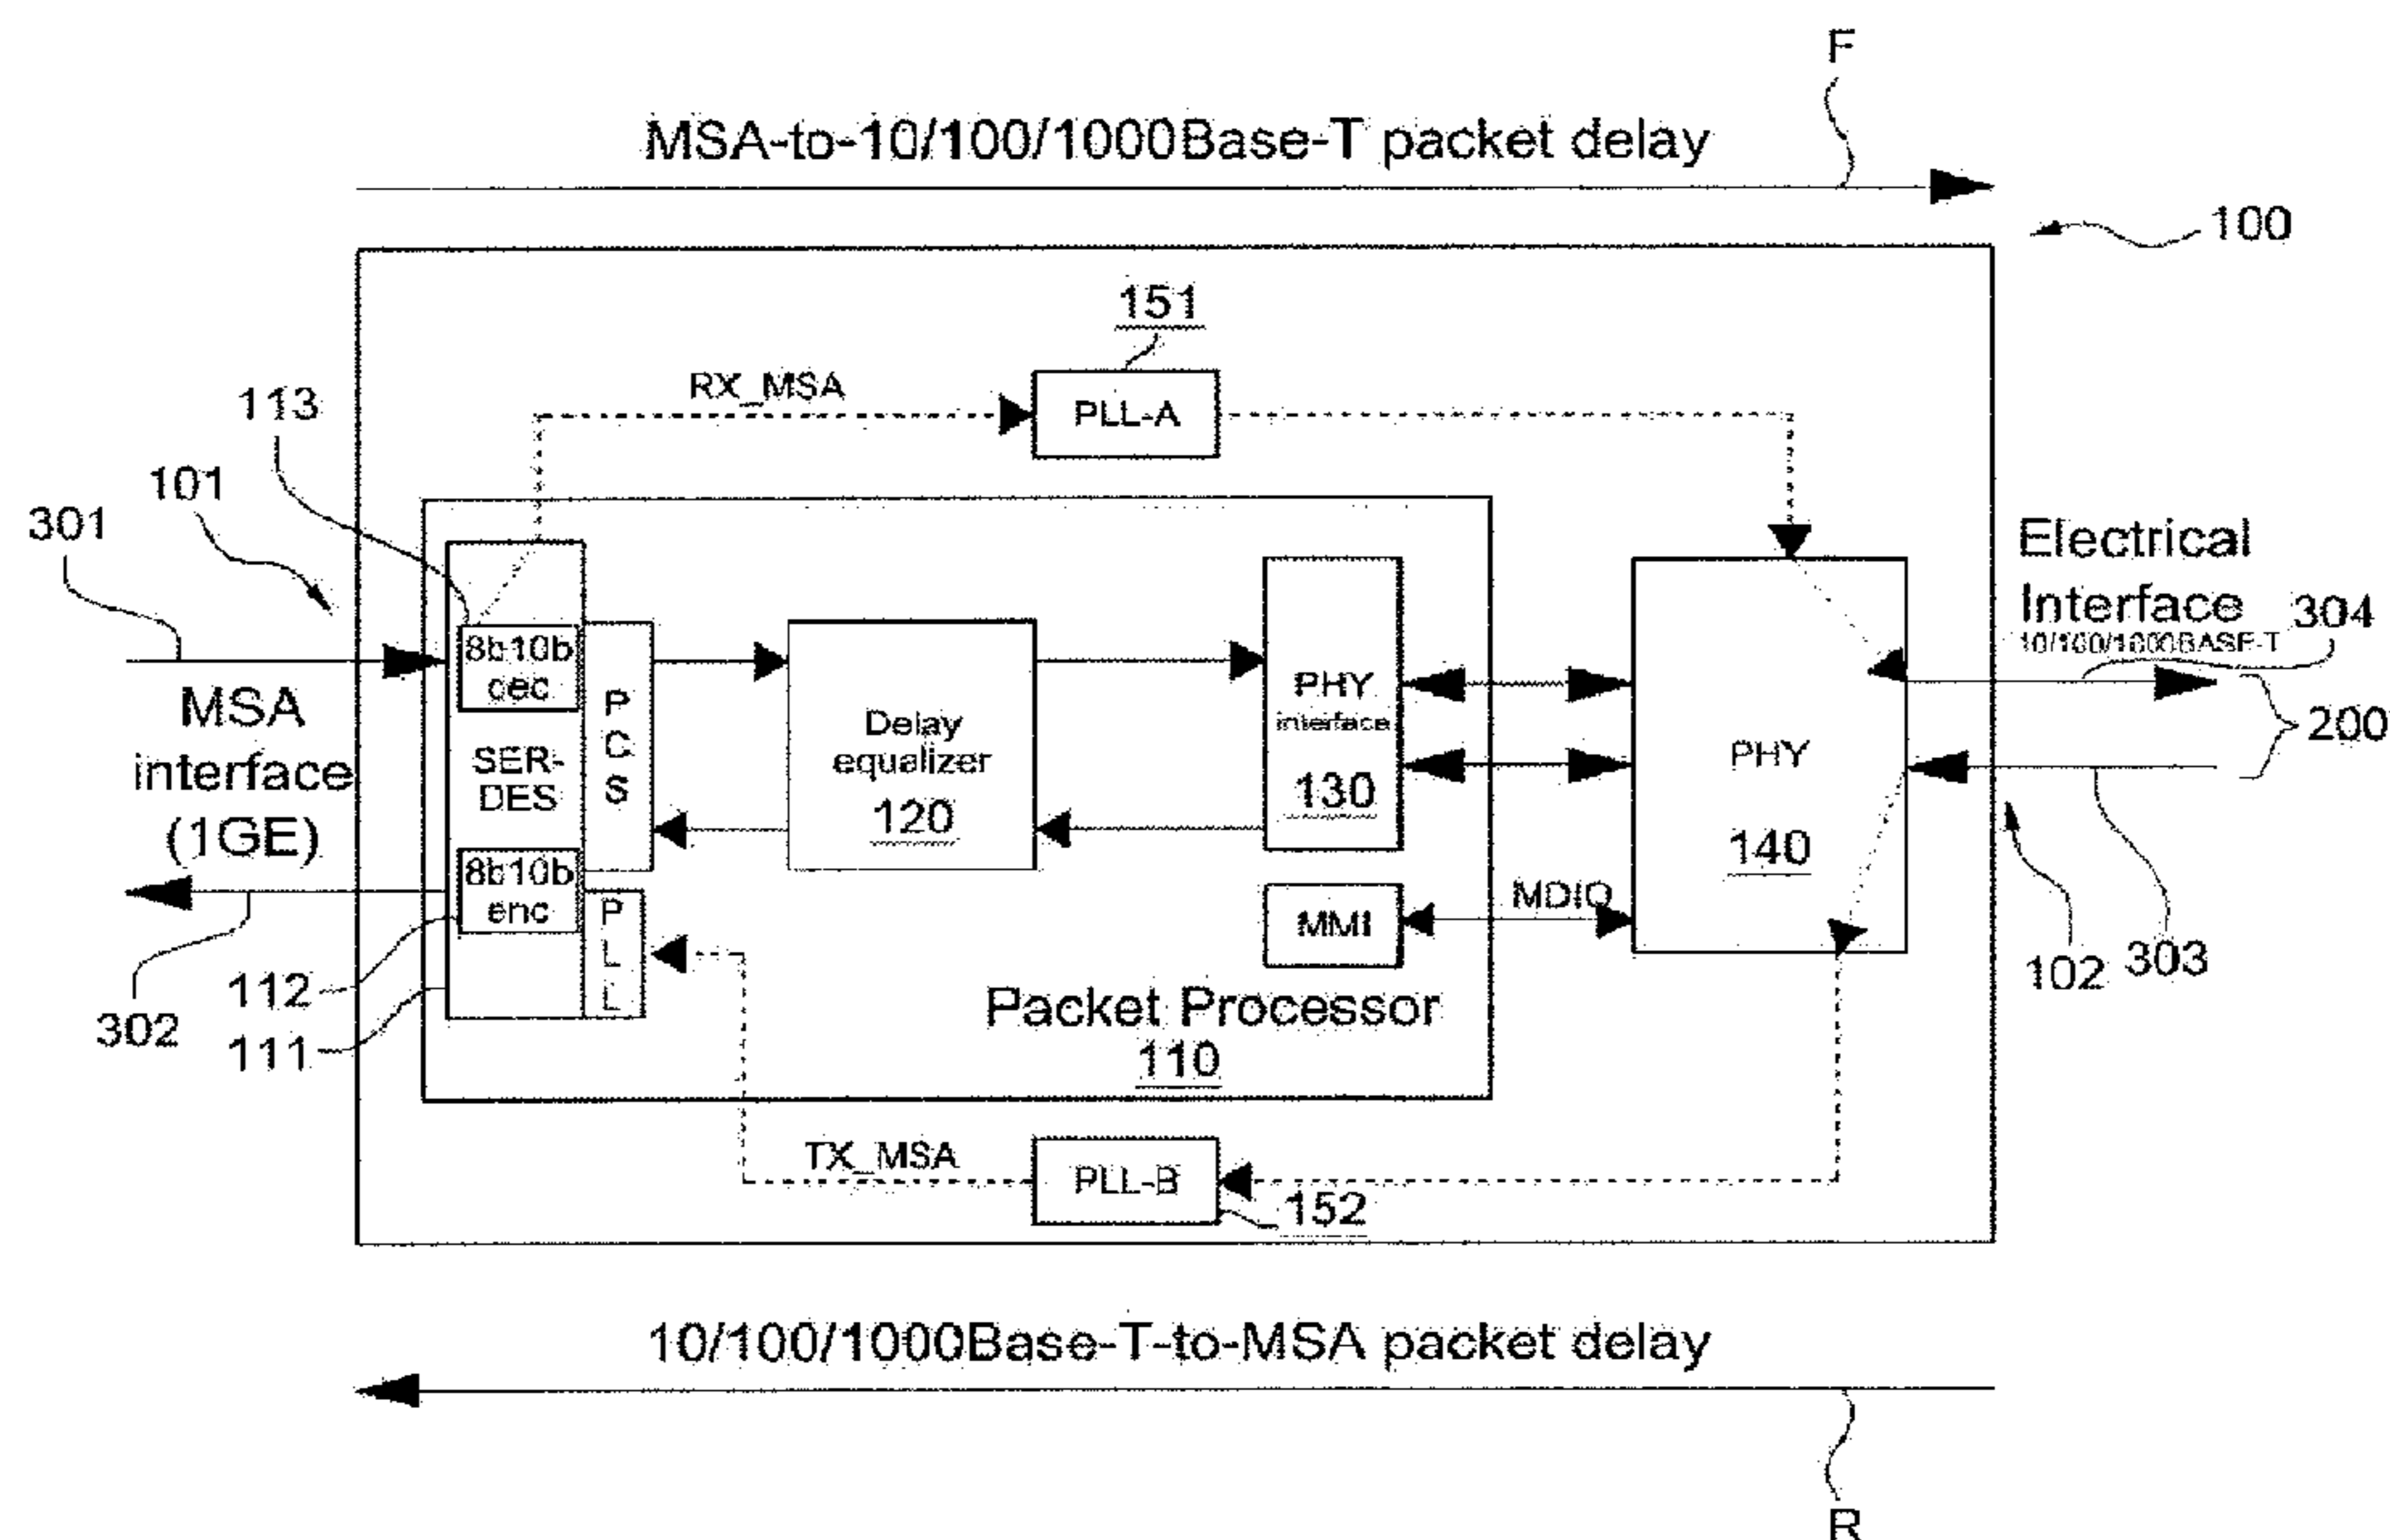 F
MSA-to-10/100/1000Base-T packet delay
100
151
RX_MSA
PLL-A
113
101
301
Electrical
Interface
10/100/1000BASE-T
304
8b10b
PCS
PHY
interface
130
MSA
interface
(1GE)
SER-
DES
Delay
equalizer
120
PHY
140
200
8b10b
enc
PLL
MMI
MDIO
102
303
112
302
111
Packet Processor
110
TX_MSA
PLL-B
152
10/100/1000Base-T-to-MSA packet delay
R